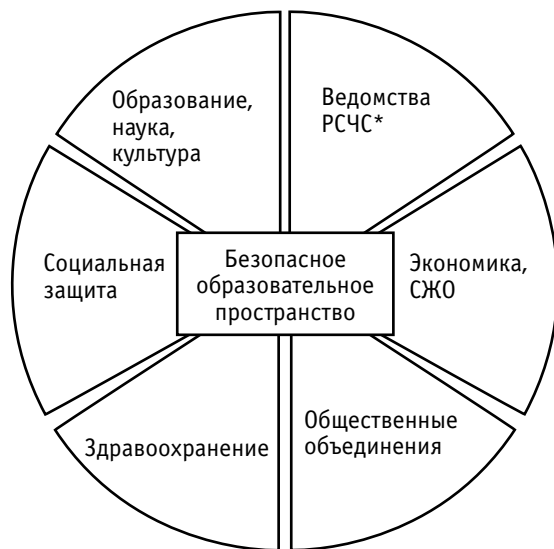 Образование,
наука,
культура
Ведомства
РСЧС*
Социальная
защита
Безопасное
образовательное
пространство
Экономика,
СЖО
Здравоохранение
Общественные
объединения